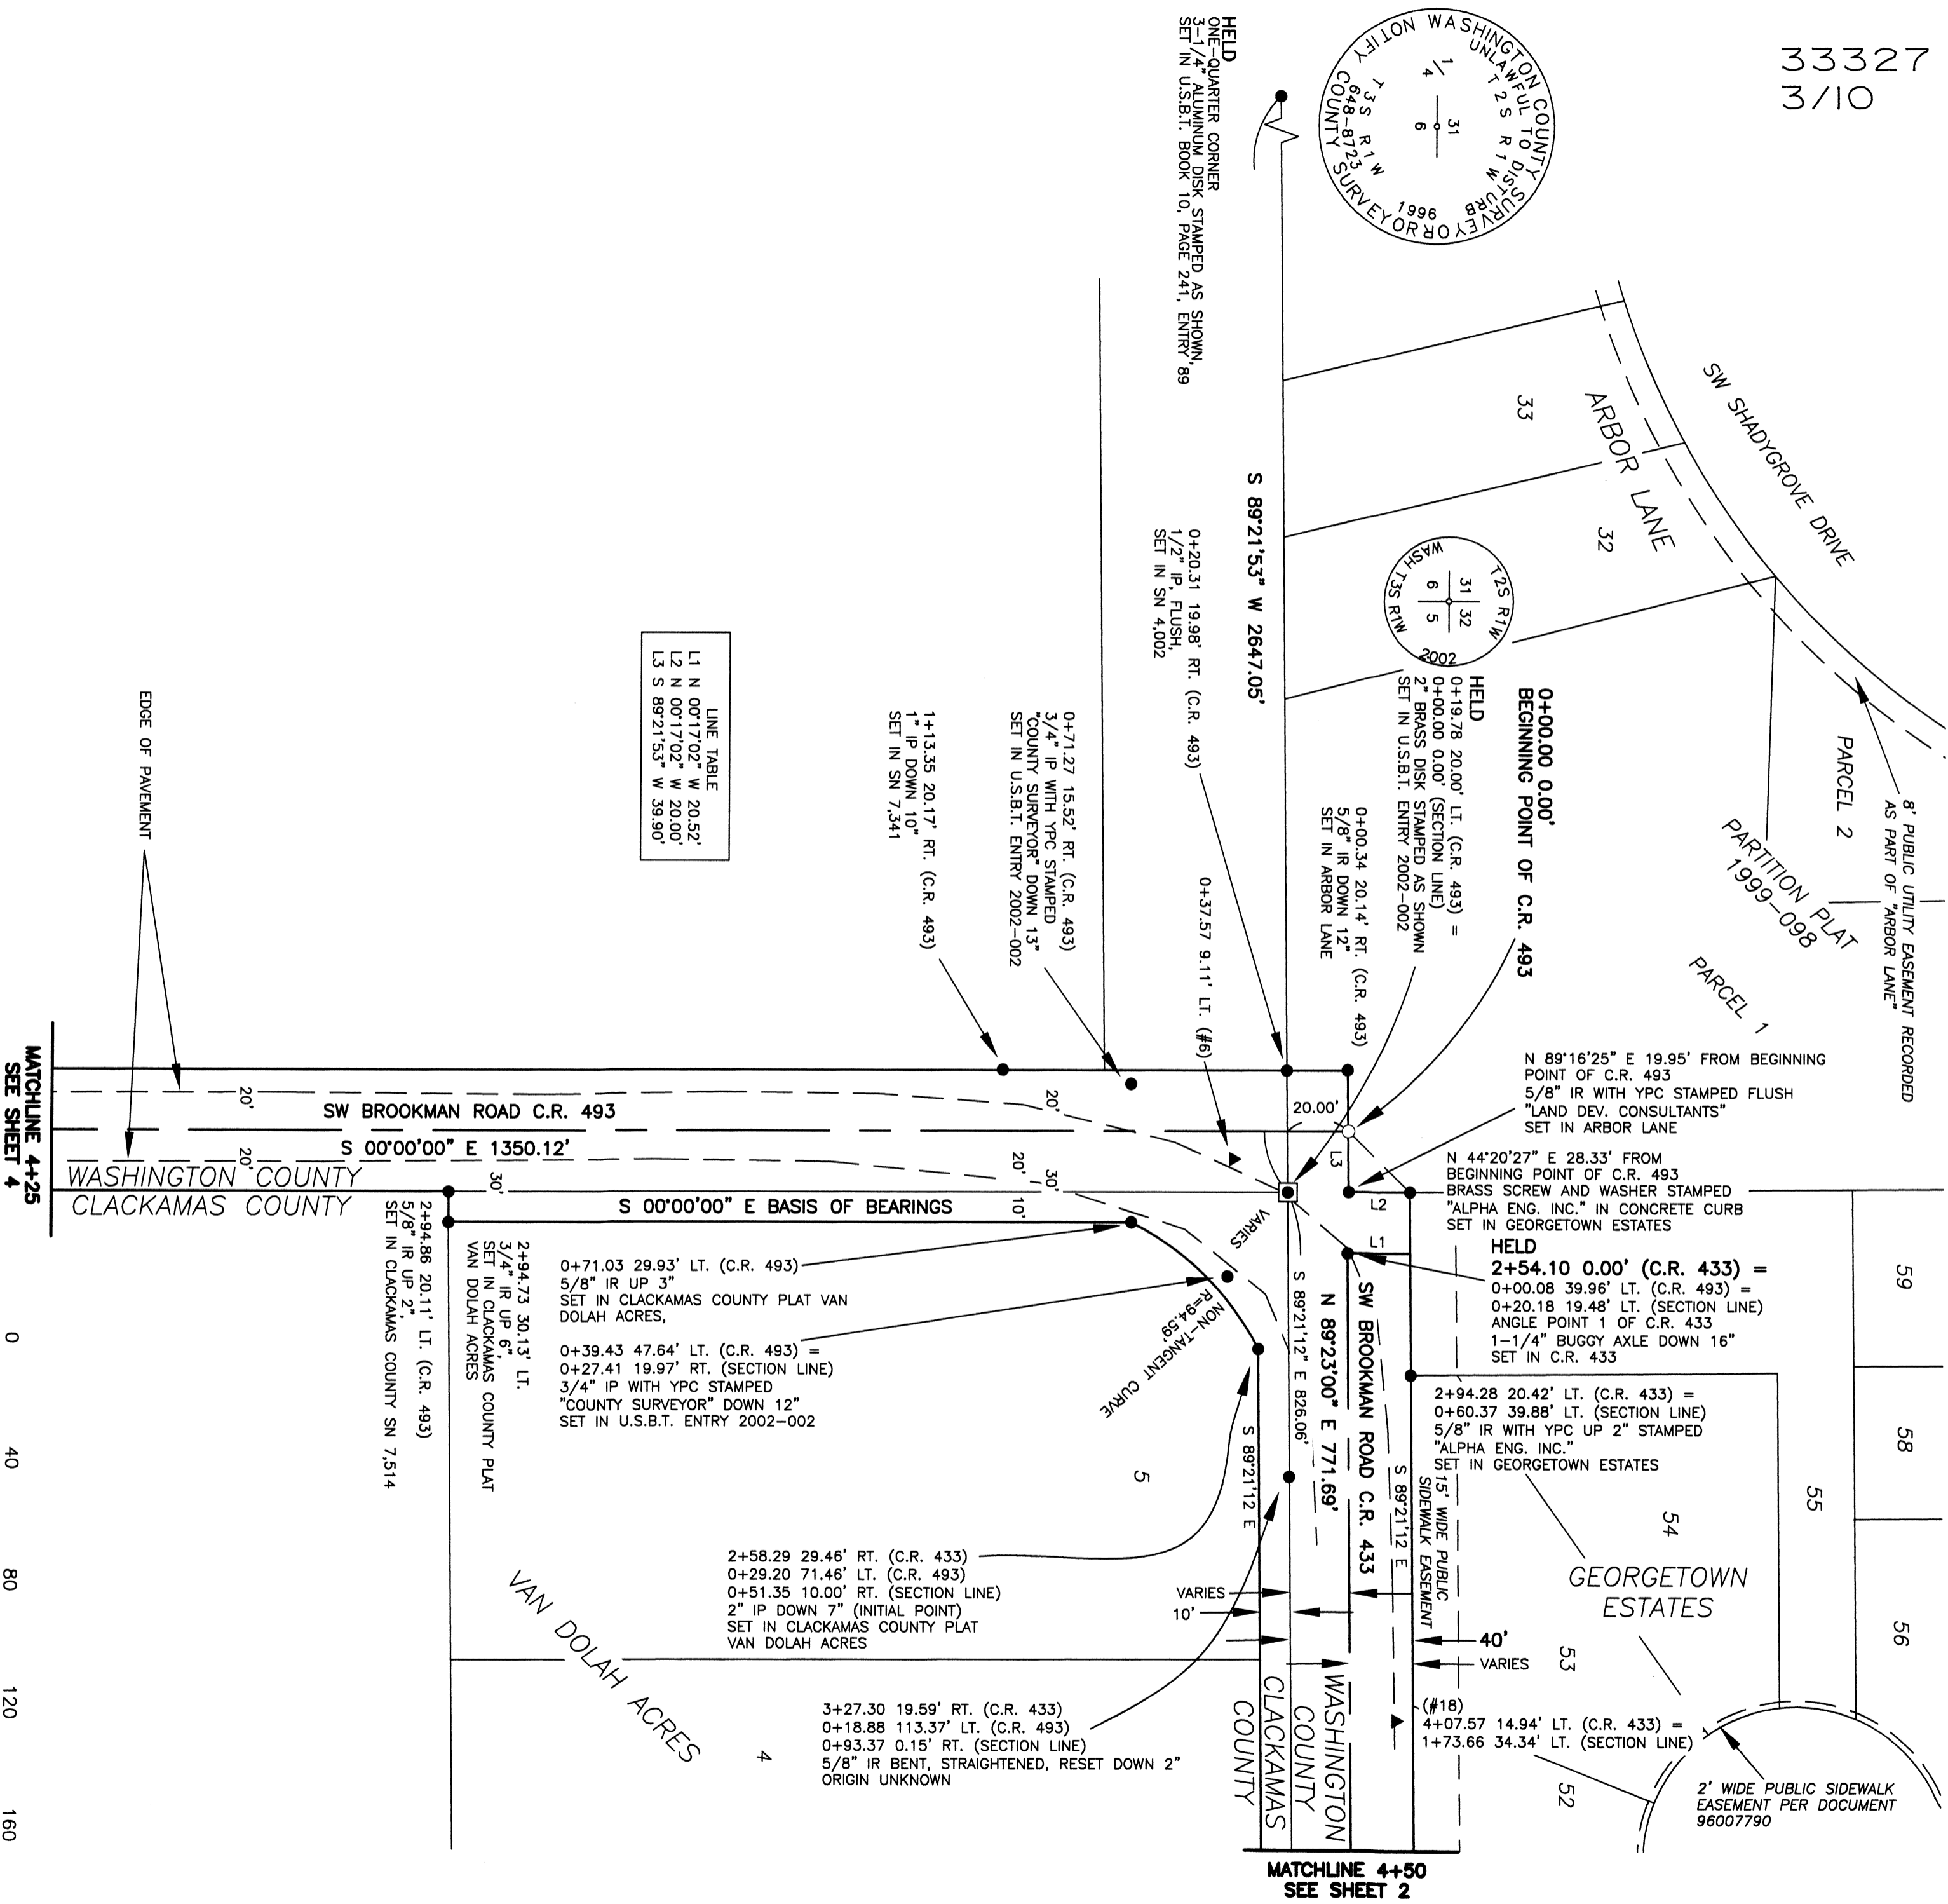 33327
3/10
WASHINGTON COUNTY SURVEYOR
UNLAWFUL TO DISTURB
T 2 S R 1 W
1/4
31
6
T 3 S R 1 W
648-8723
1996
NOTIFY COUNTY SURVEYOR
HELD
ONE-QUARTER CORNER
3-1/4" ALUMINUM DISK STAMPED AS SHOWN,
SET IN U.S.B.T. BOOK 10, PAGE 241, ENTRY 89
S 89°21'53" W 2647.05'
SW SHADYGROVE DRIVE
ARBOR LANE
33
32
8' PUBLIC UTILITY EASEMENT RECORDED
AS PART OF "ARBOR LANE"
PARCEL 2
PARTITION PLAT
1999-098
PARCEL 1
T2S R1W
31 32
6 5
T3S R1W
WASH
2002
0+00.00 0.00'
BEGINNING POINT OF C.R. 493
HELD
0+19.78 20.00' LT. (C.R. 493) =
0+00.00 0.00' (SECTION LINE)
2" BRASS DISK STAMPED AS SHOWN
SET IN U.S.B.T. ENTRY 2002-002
0+00.34 20.14' RT. (C.R. 493)
5/8" IR DOWN 12"
SET IN ARBOR LANE
0+20.31 19.98' RT. (C.R. 493)
1/2" IP, FLUSH,
SET IN SN 4,002
0+37.57 9.11' LT. (#6)
0+71.27 15.52' RT. (C.R. 493)
3/4" IP WITH YPC STAMPED
"COUNTY SURVEYOR" DOWN 13"
SET IN U.S.B.T. ENTRY 2002-002
1+13.35 20.17' RT. (C.R. 493)
1" IP DOWN 10"
SET IN SN 7,341
LINE TABLE
L1 N 00°17'02" W 20.52'
L2 N 00°17'02" W 20.00'
L3 S 89°21'53" W 39.90'
EDGE OF PAVEMENT
MATCHLINE 4+25
SEE SHEET 4
20'
SW BROOKMAN ROAD C.R. 493
S 00°00'00" E 1350.12'
20'
WASHINGTON COUNTY
CLACKAMAS COUNTY
30'
S 00°00'00" E BASIS OF BEARINGS
20'
20'
30'
10'
20.00'
L3
L2
L1
VARIES
N 89°16'25" E 19.95' FROM BEGINNING
POINT OF C.R. 493
5/8" IR WITH YPC STAMPED FLUSH
"LAND DEV. CONSULTANTS"
SET IN ARBOR LANE
N 44°20'27" E 28.33' FROM
BEGINNING POINT OF C.R. 493
BRASS SCREW AND WASHER STAMPED
"ALPHA ENG. INC." IN CONCRETE CURB
SET IN GEORGETOWN ESTATES
HELD
2+54.10 0.00' (C.R. 433) =
0+00.08 39.96' LT. (C.R. 493) =
0+20.18 19.48' LT. (SECTION LINE)
ANGLE POINT 1 OF C.R. 433
1-1/4" BUGGY AXLE DOWN 16"
SET IN C.R. 433
2+94.28 20.42' LT. (C.R. 433) =
0+60.37 39.88' LT. (SECTION LINE)
5/8" IR WITH YPC UP 2" STAMPED
"ALPHA ENG. INC."
SET IN GEORGETOWN ESTATES
59
58
55
56
54
53
52
GEORGETOWN
ESTATES
15' WIDE PUBLIC
SIDEWALK EASEMENT
S 89°21'12 E
SW BROOKMAN ROAD C.R. 433
N 89°23'00" E 771.69'
S 89°21'12" E 826.06'
S 89°21'12 E
NON-TANGENT CURVE
R=94.59'
2+94.86 20.11' LT. (C.R. 493)
5/8" IR UP 2",
SET IN CLACKAMAS COUNTY SN 7,514
2+94.73 30.13' LT.
3/4" IR UP 6",
SET IN CLACKAMAS COUNTY PLAT
VAN DOLAH ACRES
0+71.03 29.93' LT. (C.R. 493)
5/8" IR UP 3"
SET IN CLACKAMAS COUNTY PLAT VAN
DOLAH ACRES,
0+39.43 47.64' LT. (C.R. 493) =
0+27.41 19.97' RT. (SECTION LINE)
3/4" IP WITH YPC STAMPED
"COUNTY SURVEYOR" DOWN 12"
SET IN U.S.B.T. ENTRY 2002-002
5
2+58.29 29.46' RT. (C.R. 433)
0+29.20 71.46' LT. (C.R. 493)
0+51.35 10.00' RT. (SECTION LINE)
2" IP DOWN 7" (INITIAL POINT)
SET IN CLACKAMAS COUNTY PLAT
VAN DOLAH ACRES
VARIES
10'
40'
VARIES
VAN DOLAH ACRES
4
3+27.30 19.59' RT. (C.R. 433)
0+18.88 113.37' LT. (C.R. 493)
0+93.37 0.15' RT. (SECTION LINE)
5/8" IR BENT, STRAIGHTENED, RESET DOWN 2"
ORIGIN UNKNOWN
WASHINGTON
COUNTY
CLACKAMAS
COUNTY
(#18)
4+07.57 14.94' LT. (C.R. 433) =
1+73.66 34.34' LT. (SECTION LINE)
2' WIDE PUBLIC SIDEWALK
EASEMENT PER DOCUMENT
96007790
MATCHLINE 4+50
SEE SHEET 2
0 40 80 120 160